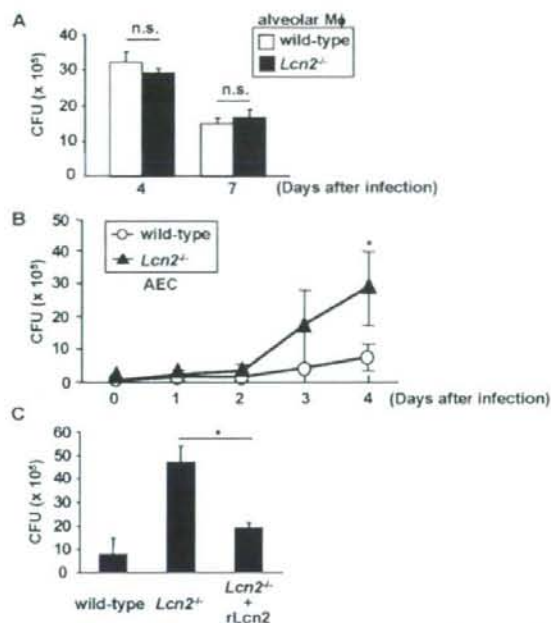 A
alveolar Mϕ
wild-type
Lcn2-/-
n.s.
n.s.
CFU (x 10⁵)
40
30
20
10
0
4 7 (Days after infection)
B
wild-type
Lcn2-/-
AEC
*
CFU (x 10⁵)
50
40
30
20
10
0
0 1 2 3 4 (Days after infection)
C
*
CFU (x 10⁵)
60
50
40
30
20
10
0
wild-type Lcn2-/- Lcn2-/-
+
rLcn2